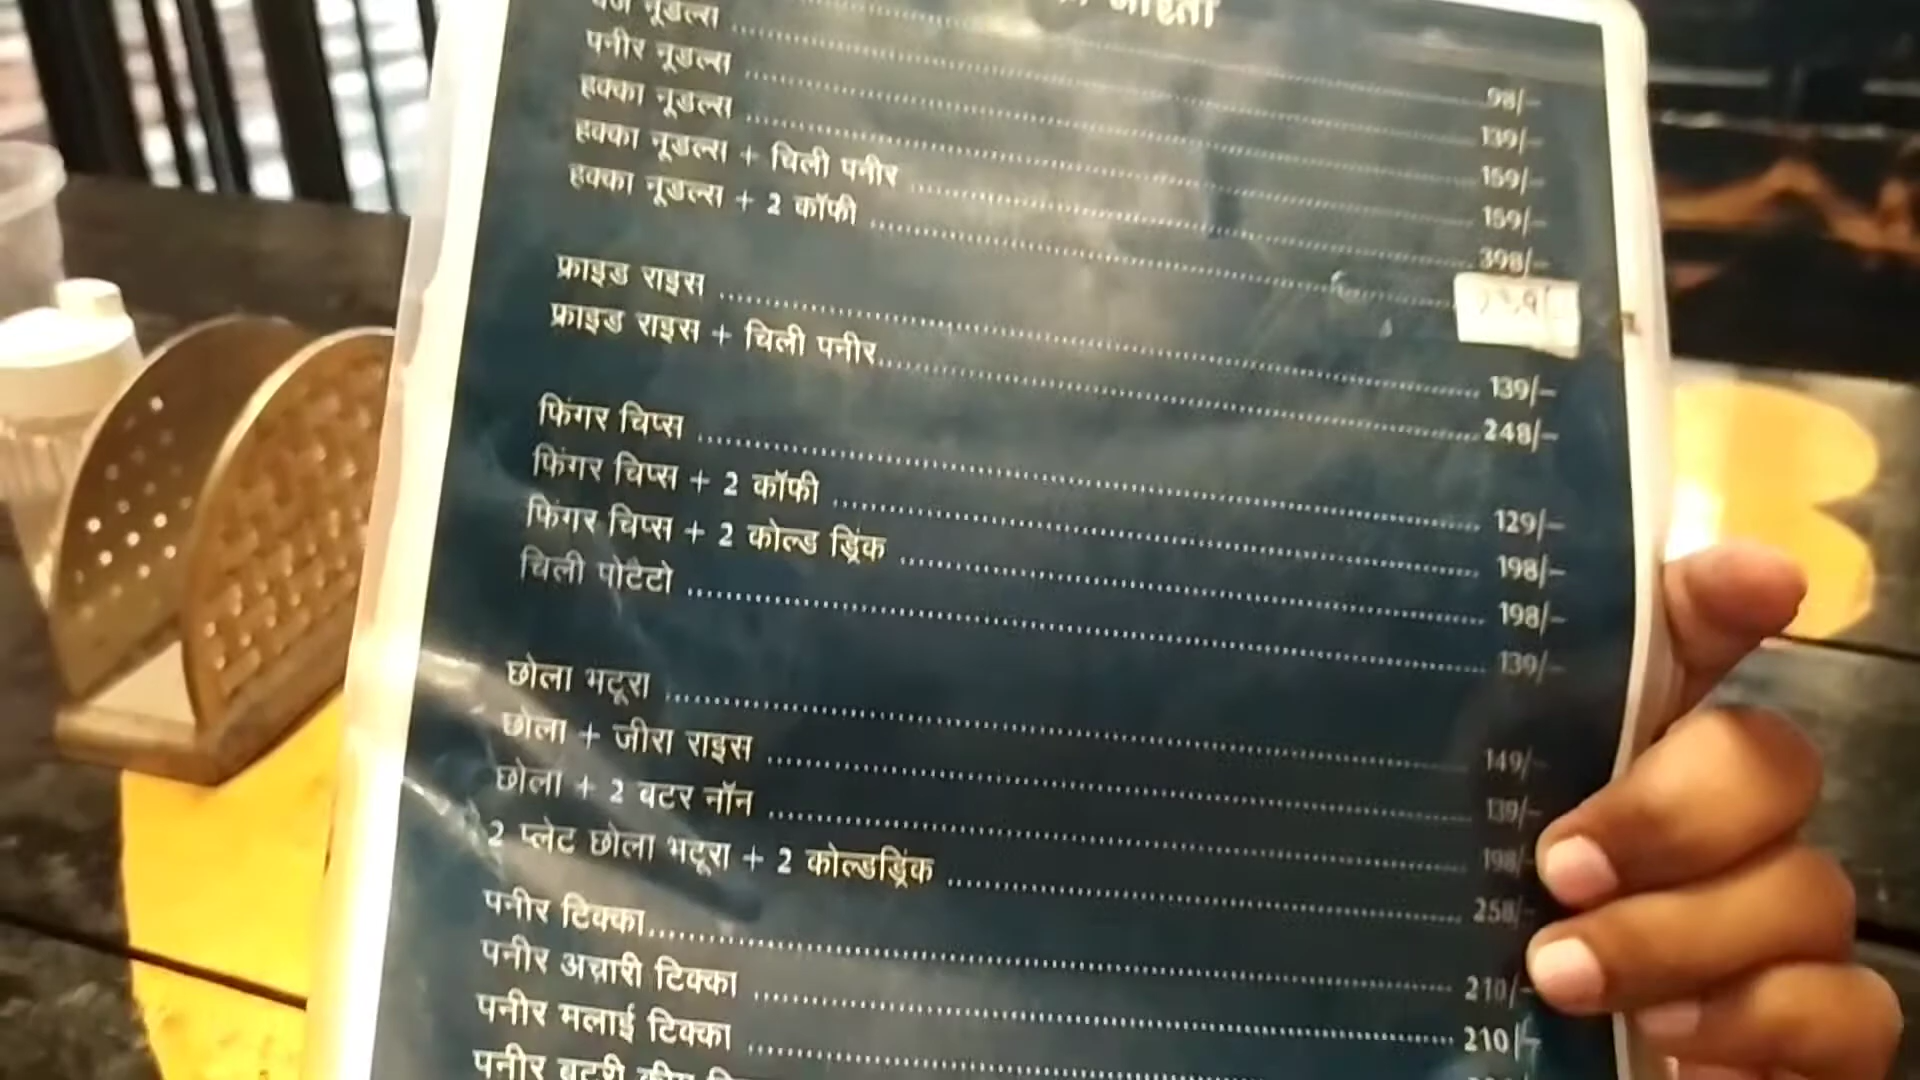 98/-
नूडल्स ........ 139/-
पनीर नूडल्स ........ 159/-
हक्का नूडल्स ........ 159/-
हक्का नूडल्स + चिली पनीर ........ 398/-
हक्का नूडल्स + 2 कॉफी ........
फ्राइड राइस ........ 139/-
फ्राइड राइस + चिली पनीर ........ 248/-
फिंगर चिप्स ........ 129/-
फिंगर चिप्स + 2 कॉफी ........ 198/-
फिंगर चिप्स + 2 कोल्ड ड्रिंक ........ 198/-
चिली पोटैटो ........ 139/-
छोला भटूरा ........ 149/-
छोला + जीरा राइस ........ 139/-
छोला + 2 बटर नॉन ........ 198/-
2 प्लेट छोला भटूरा + 2 कोल्डड्रिंक ........ 258/-
पनीर टिक्का ........ 210/-
पनीर अचारी टिक्का ........ 210/-
पनीर मलाई टिक्का ........
पनीर